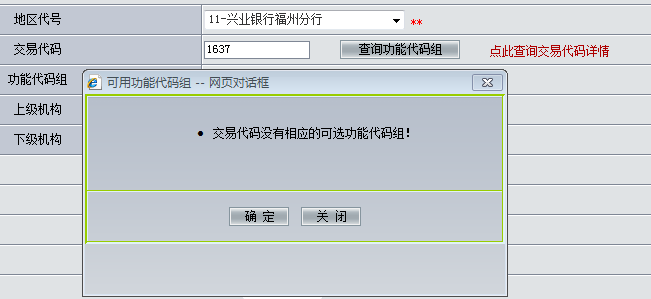 地区代号 11-兴业银行福州分行 **
交易代码 1637 查询功能代码组 点此查询交易代码详情
功能代码组
可用功能代码组 -- 网页对话框
上级机构
• 交易代码没有相应的可选功能代码组!
下级机构
确 定 关 闭